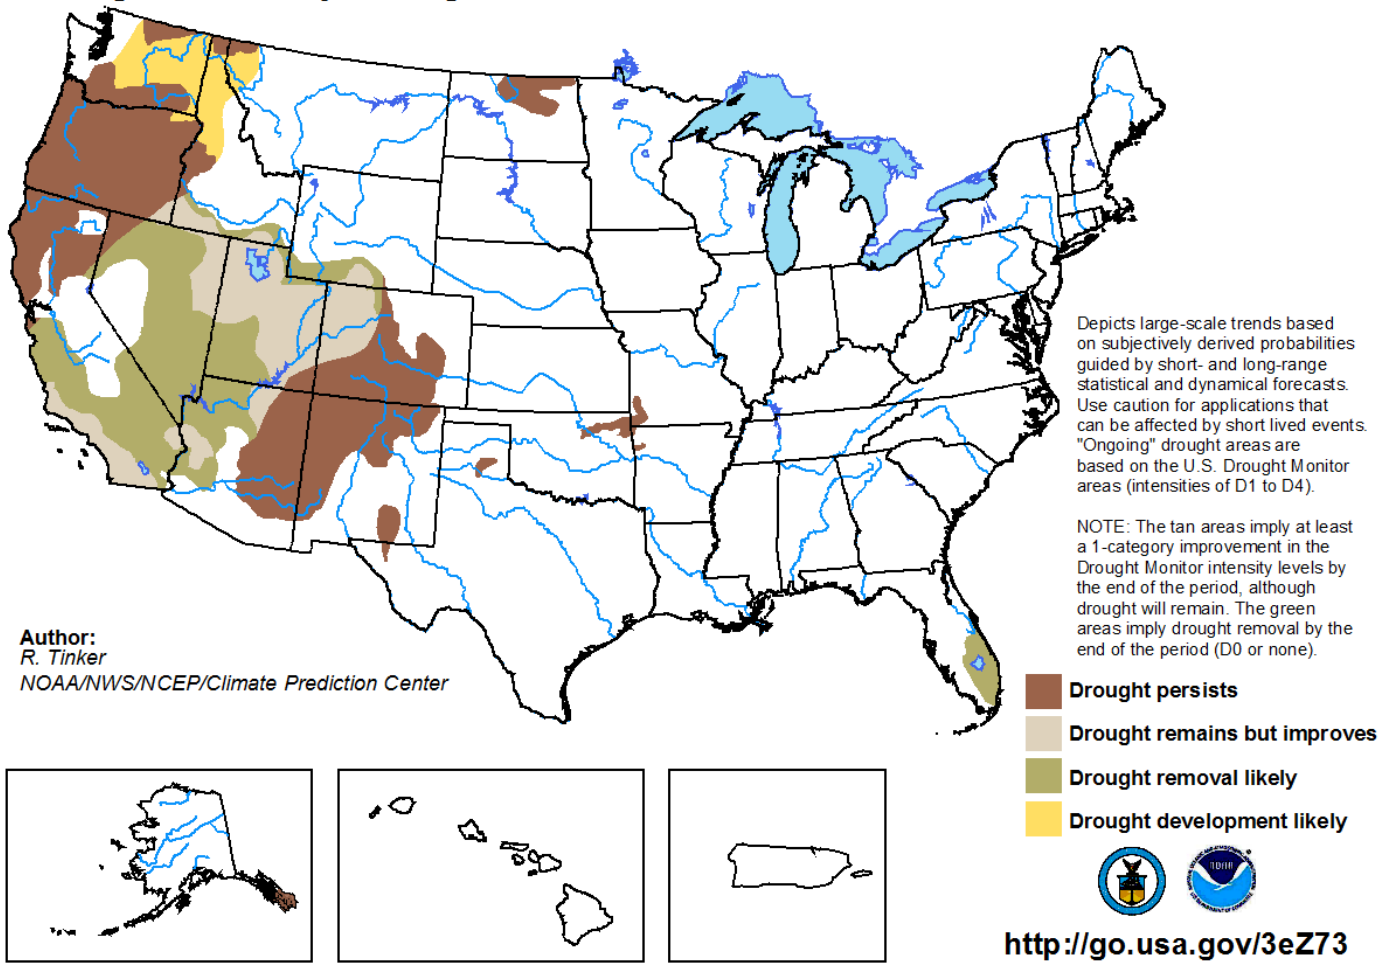 Depicts large-scale trends based
on subjectively derived probabilities
guided by short- and long-range
statistical and dynamical forecasts.
Use caution for applications that
can be affected by short lived events.
"Ongoing" drought areas are
based on the U.S. Drought Monitor
areas (intensities of D1 to D4).
NOTE: The tan areas imply at least
a 1-category improvement in the
Drought Monitor intensity levels by
the end of the period, although
drought will remain. The green
areas imply drought removal by the
end of the period (D0 or none).
Author:
R. Tinker
NOAA/NWS/NCEP/Climate Prediction Center
Drought persists
Drought remains but improves
Drought removal likely
Drought development likely
http://go.usa.gov/3eZ73